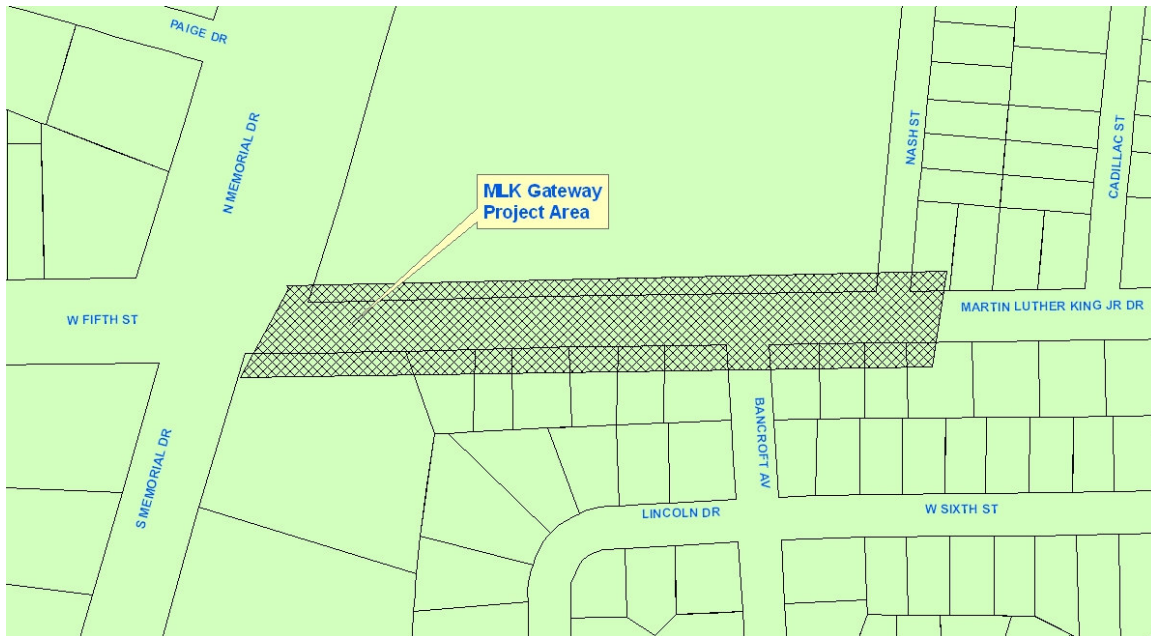 PAIGE DR
N MEMORIAL DR
NASH ST
CADILLAC ST
MLK Gateway
Project Area
W FIFTH ST
MARTIN LUTHER KING JR DR
S MEMORIAL DR
BANCROFT AV
LINCOLN DR
W SIXTH ST